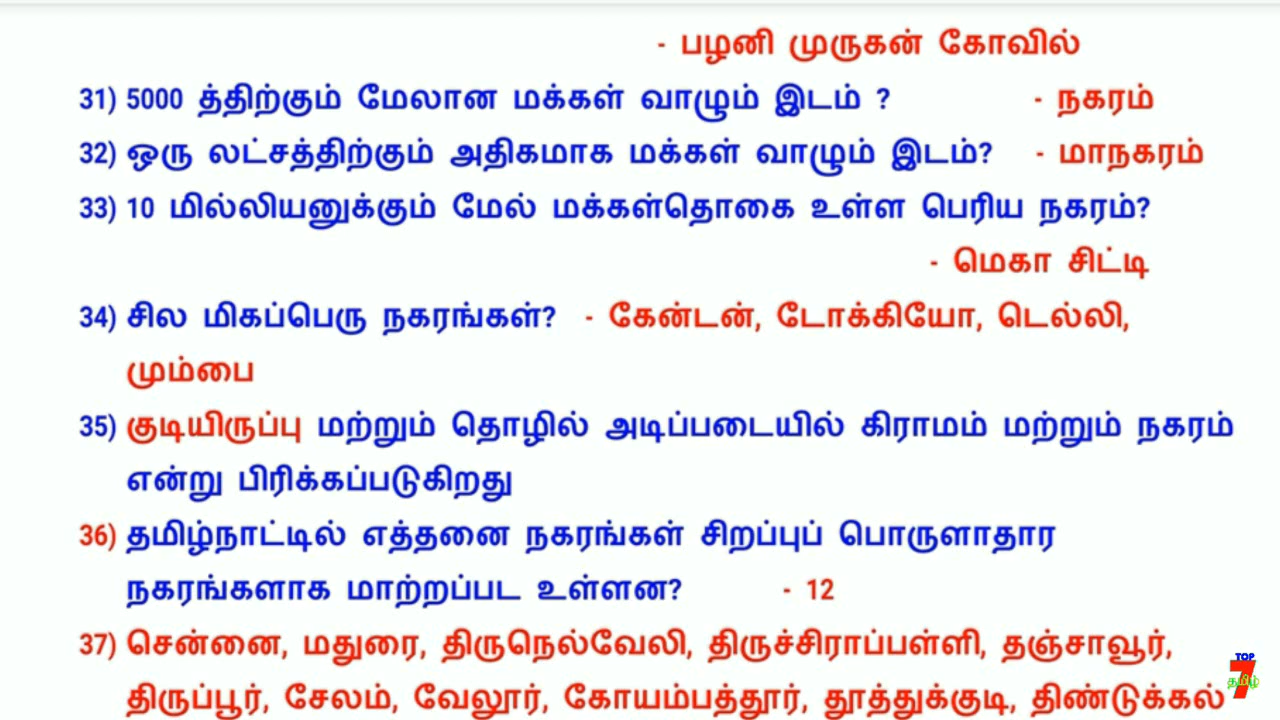 - பழனி முருகன் கோவில்
31) 5000 த்திற்கும் மேலான மக்கள் வாழும் இடம் ? - நகரம்
32) ஒரு லட்சத்திற்கும் அதிகமாக மக்கள் வாழும் இடம்? - மாநகரம்
33) 10 மில்லியனுக்கும் மேல் மக்கள்தொகை உள்ள பெரிய நகரம்?
- மெகா சிட்டி
34) சில மிகப்பெரு நகரங்கள்? - கேன்டன், டோக்கியோ, டெல்லி,
மும்பை
35) குடியிருப்பு மற்றும் தொழில் அடிப்படையில் கிராமம் மற்றும் நகரம்
என்று பிரிக்கப்படுகிறது
36) தமிழ்நாட்டில் எத்தனை நகரங்கள் சிறப்புப் பொருளாதார
நகரங்களாக மாற்றப்பட உள்ளன? - 12
37) சென்னை, மதுரை, திருநெல்வேலி, திருச்சிராப்பள்ளி, தஞ்சாவூர்,
திருப்பூர், சேலம், வேலூர், கோயம்பத்தூர், தூத்துக்குடி, திண்டுக்கல்
TOP
7
தமிழ்